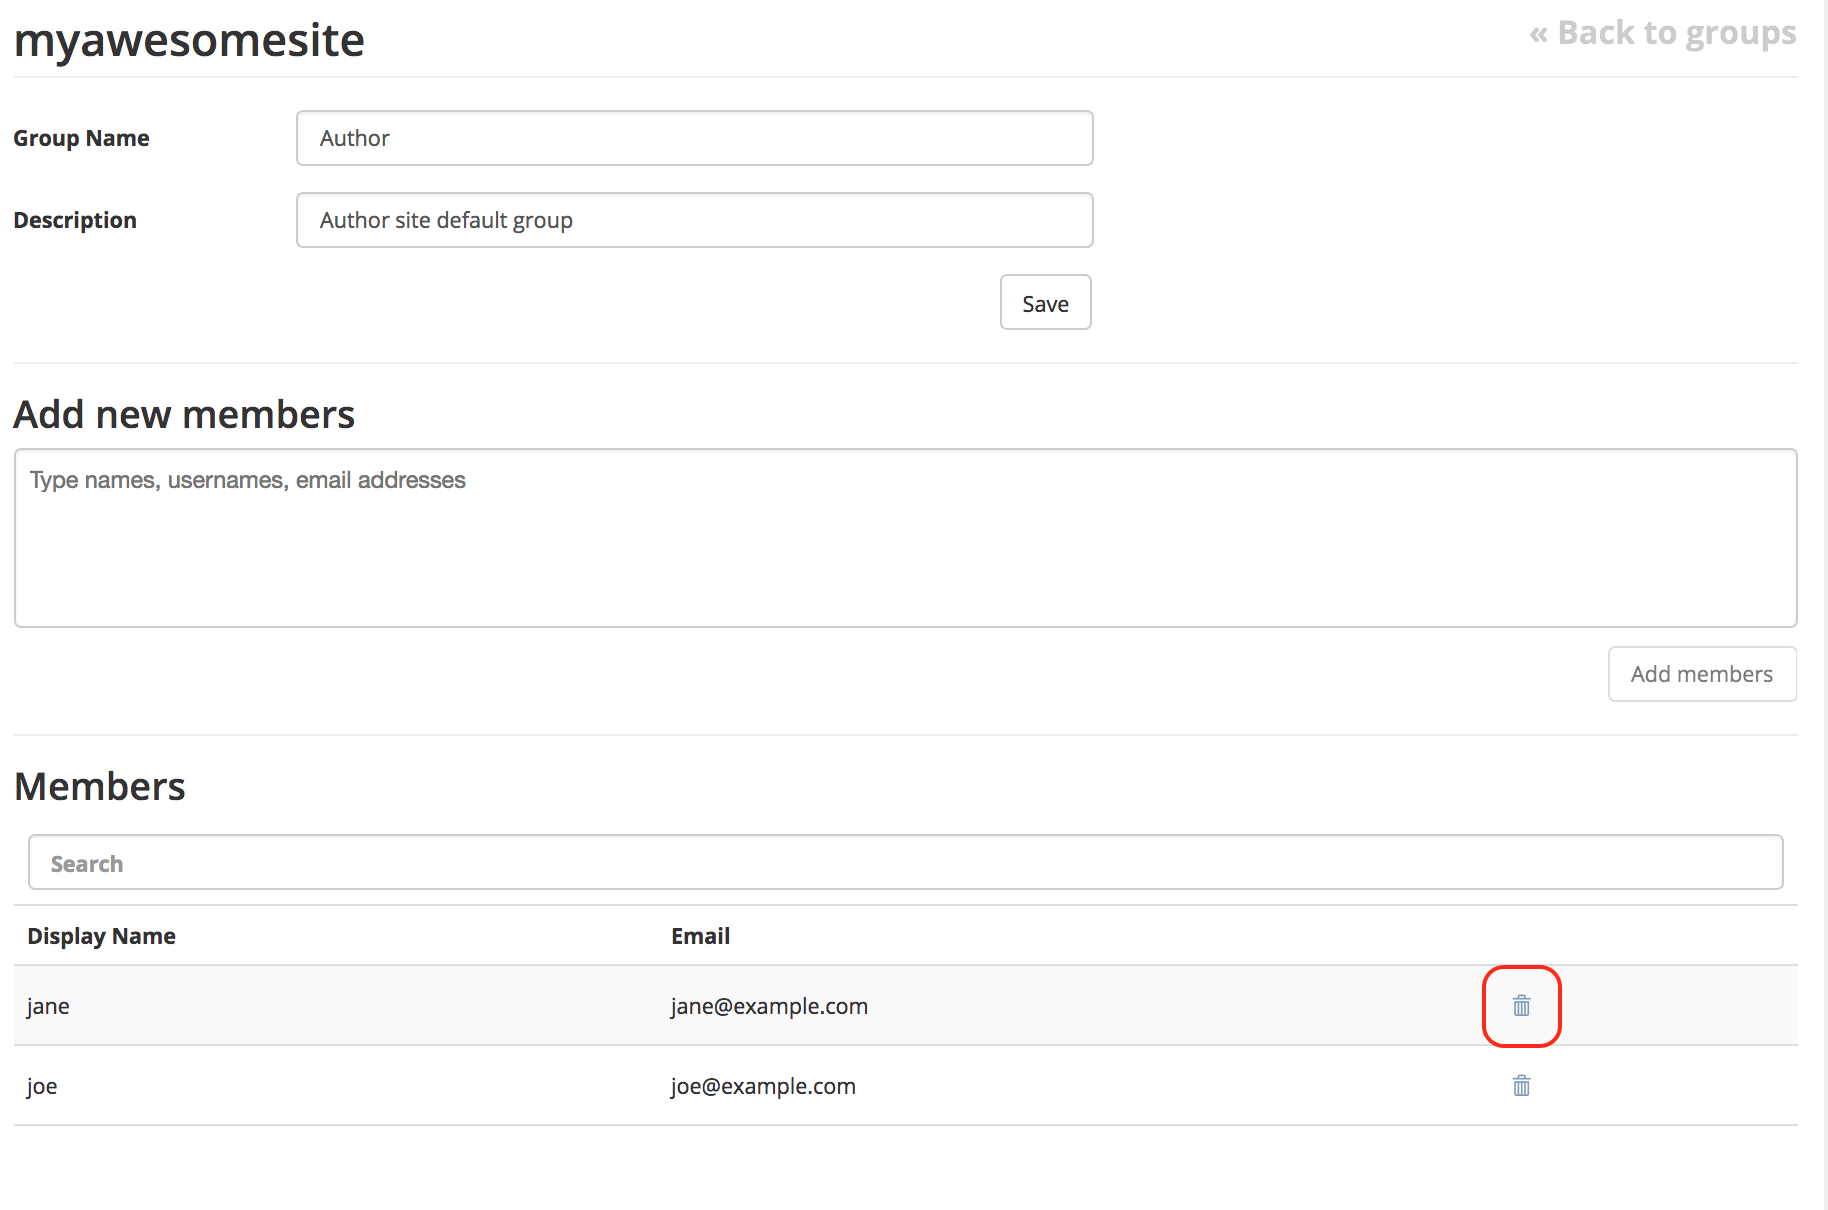 myawesomesite
« Back to groups
Group Name
Author
Description
Author site default group
Save
Add new members
Type names, usernames, email addresses
Add members
Members
Search
Display Name Email
jane jane@example.com
joe joe@example.com